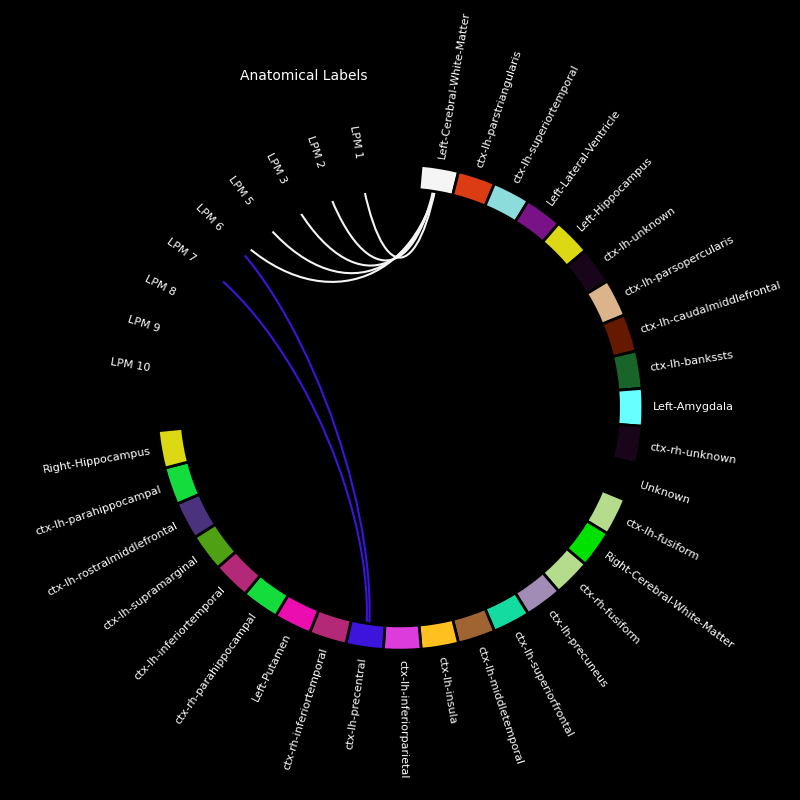 Anatomical Labels
LPM 1
LPM 2
LPM 3
LPM 5
LPM 6
LPM 7
LPM 8
LPM 9
LPM 10
Left-Cerebral-White-Matter
ctx-lh-parstriangularis
ctx-lh-superiortemporal
Left-Lateral-Ventricle
Left-Hippocampus
ctx-lh-unknown
ctx-lh-parsopercularis
ctx-lh-caudalmiddlefrontal
ctx-lh-bankssts
Left-Amygdala
ctx-rh-unknown
Unknown
ctx-lh-fusiform
Right-Cerebral-White-Matter
ctx-rh-fusiform
ctx-lh-precuneus
ctx-lh-superiorfrontal
ctx-lh-middletemporal
ctx-lh-insula
ctx-lh-inferiorparietal
ctx-lh-precentral
ctx-rh-inferiortemporal
Left-Putamen
ctx-rh-parahippocampal
ctx-lh-inferiortemporal
ctx-lh-supramarginal
ctx-lh-rostralmiddlefrontal
ctx-lh-parahippocampal
Right-Hippocampus